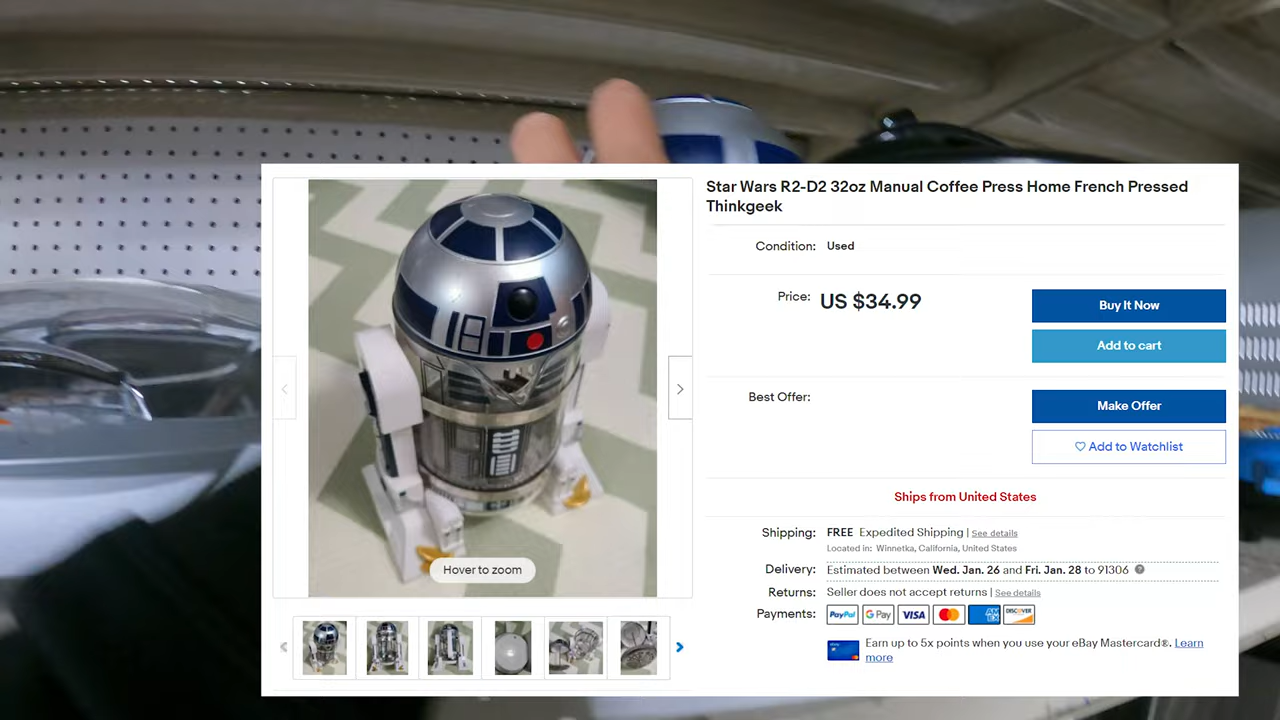 Star Wars R2-D2 32oz Manual Coffee Press Home French Pressed
Thinkgeek
Condition: Used
Price: US $34.99
Buy It Now
Add to cart
Best Offer:
Make Offer
Add to Watchlist
Hover to zoom
Ships from United States
Shipping: FREE Expedited Shipping | See details
Located in: Winnetka, California, United States
Delivery: Estimated between Wed. Jan. 26 and Fri. Jan. 28 to 91306
Returns: Seller does not accept returns | See details
Payments: PayPal G Pay VISA DISCOVER
Earn up to 5x points when you use your eBay Mastercard®. Learn
more